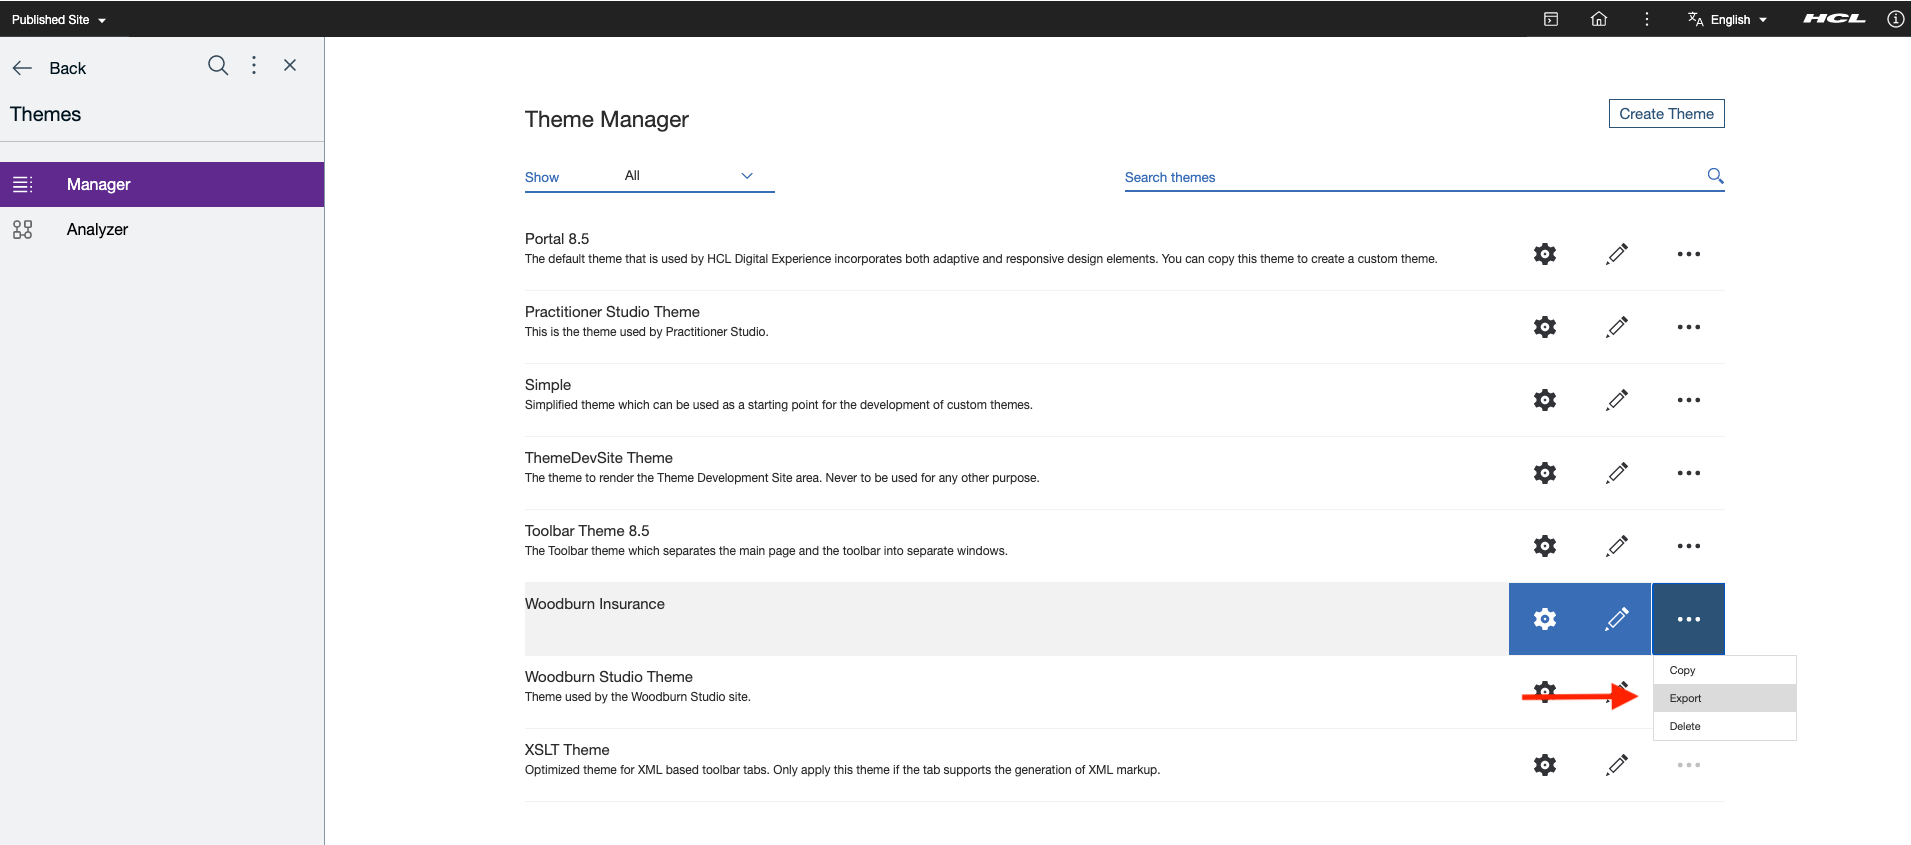 Published Site
English
HCL
Back
Themes
Manager
Analyzer
Theme Manager
Create Theme
Show
All
Search themes
Portal 8.5
The default theme that is used by HCL Digital Experience incorporates both adaptive and responsive design elements. You can copy this theme to create a custom theme.
Practitioner Studio Theme
This is the theme used by Practitioner Studio.
Simple
Simplified theme which can be used as a starting point for the development of custom themes.
ThemeDevSite Theme
The theme to render the Theme Development Site area. Never to be used for any other purpose.
Toolbar Theme 8.5
The Toolbar theme which separates the main page and the toolbar into separate windows.
Woodburn Insurance
Copy
Export
Delete
Woodburn Studio Theme
Theme used by the Woodburn Studio site.
XSLT Theme
Optimized theme for XML based toolbar tabs. Only apply this theme if the tab supports the generation of XML markup.